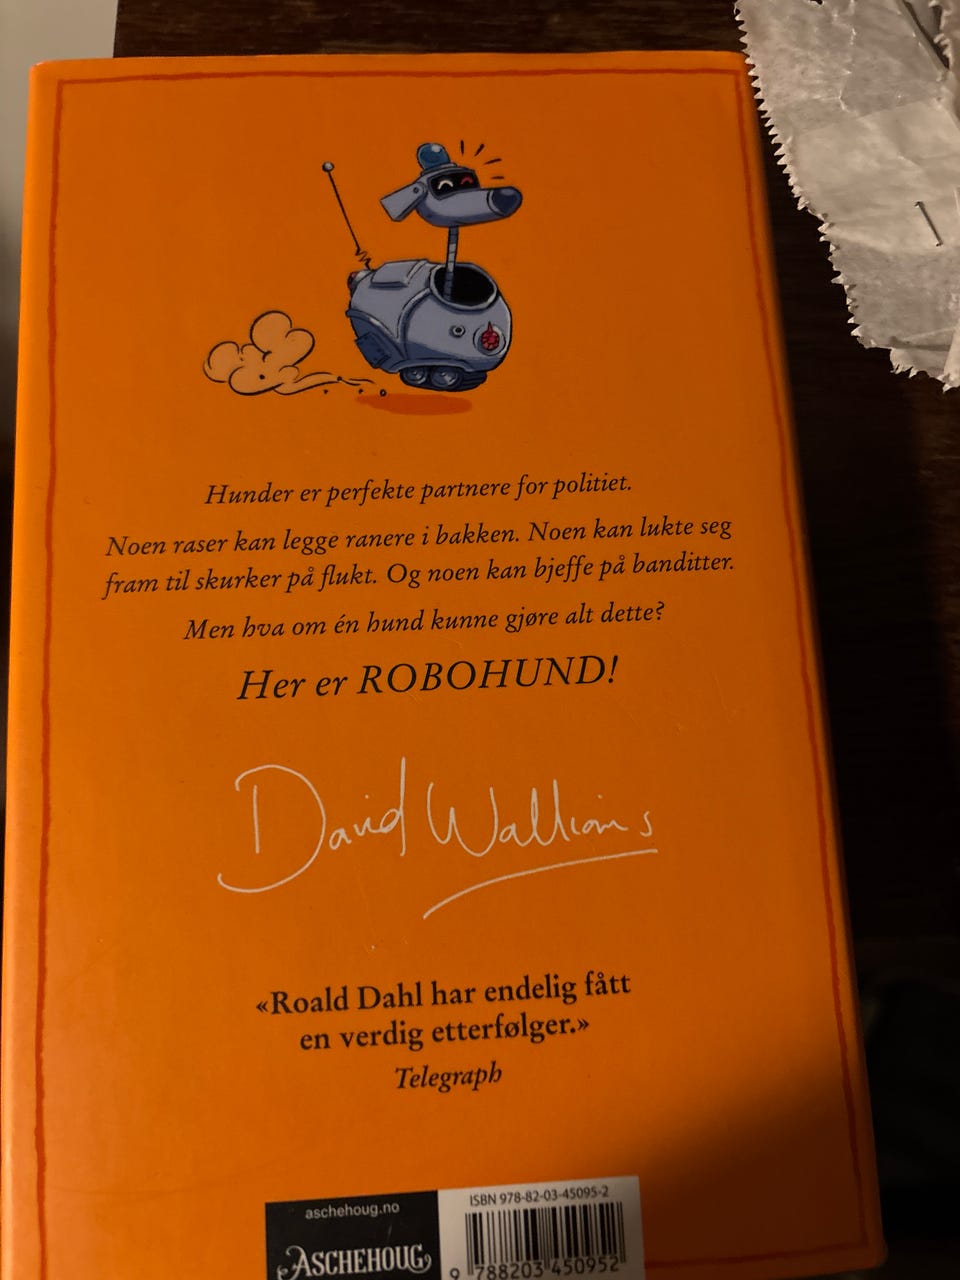 Hunder er perfekte partnere for politiet.
Noen raser kan legge ranere i bakken. Noen kan lukte seg
fram til skurker på flukt. Og noen kan bjeffe på banditter.
Men hva om én hund kunne gjøre alt dette?
Her er ROBOHUND!
David Walliams
«Roald Dahl har endelig fått
en verdig etterfølger.»
Telegraph
aschehoug.no
ASCHEHOUG
ISBN 978-82-03-45095-2
9 788203 450952